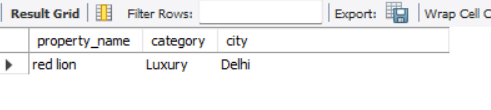 Result Grid Filter Rows: Export: Wrap Cell C
property_name category city
red lion Luxury Delhi